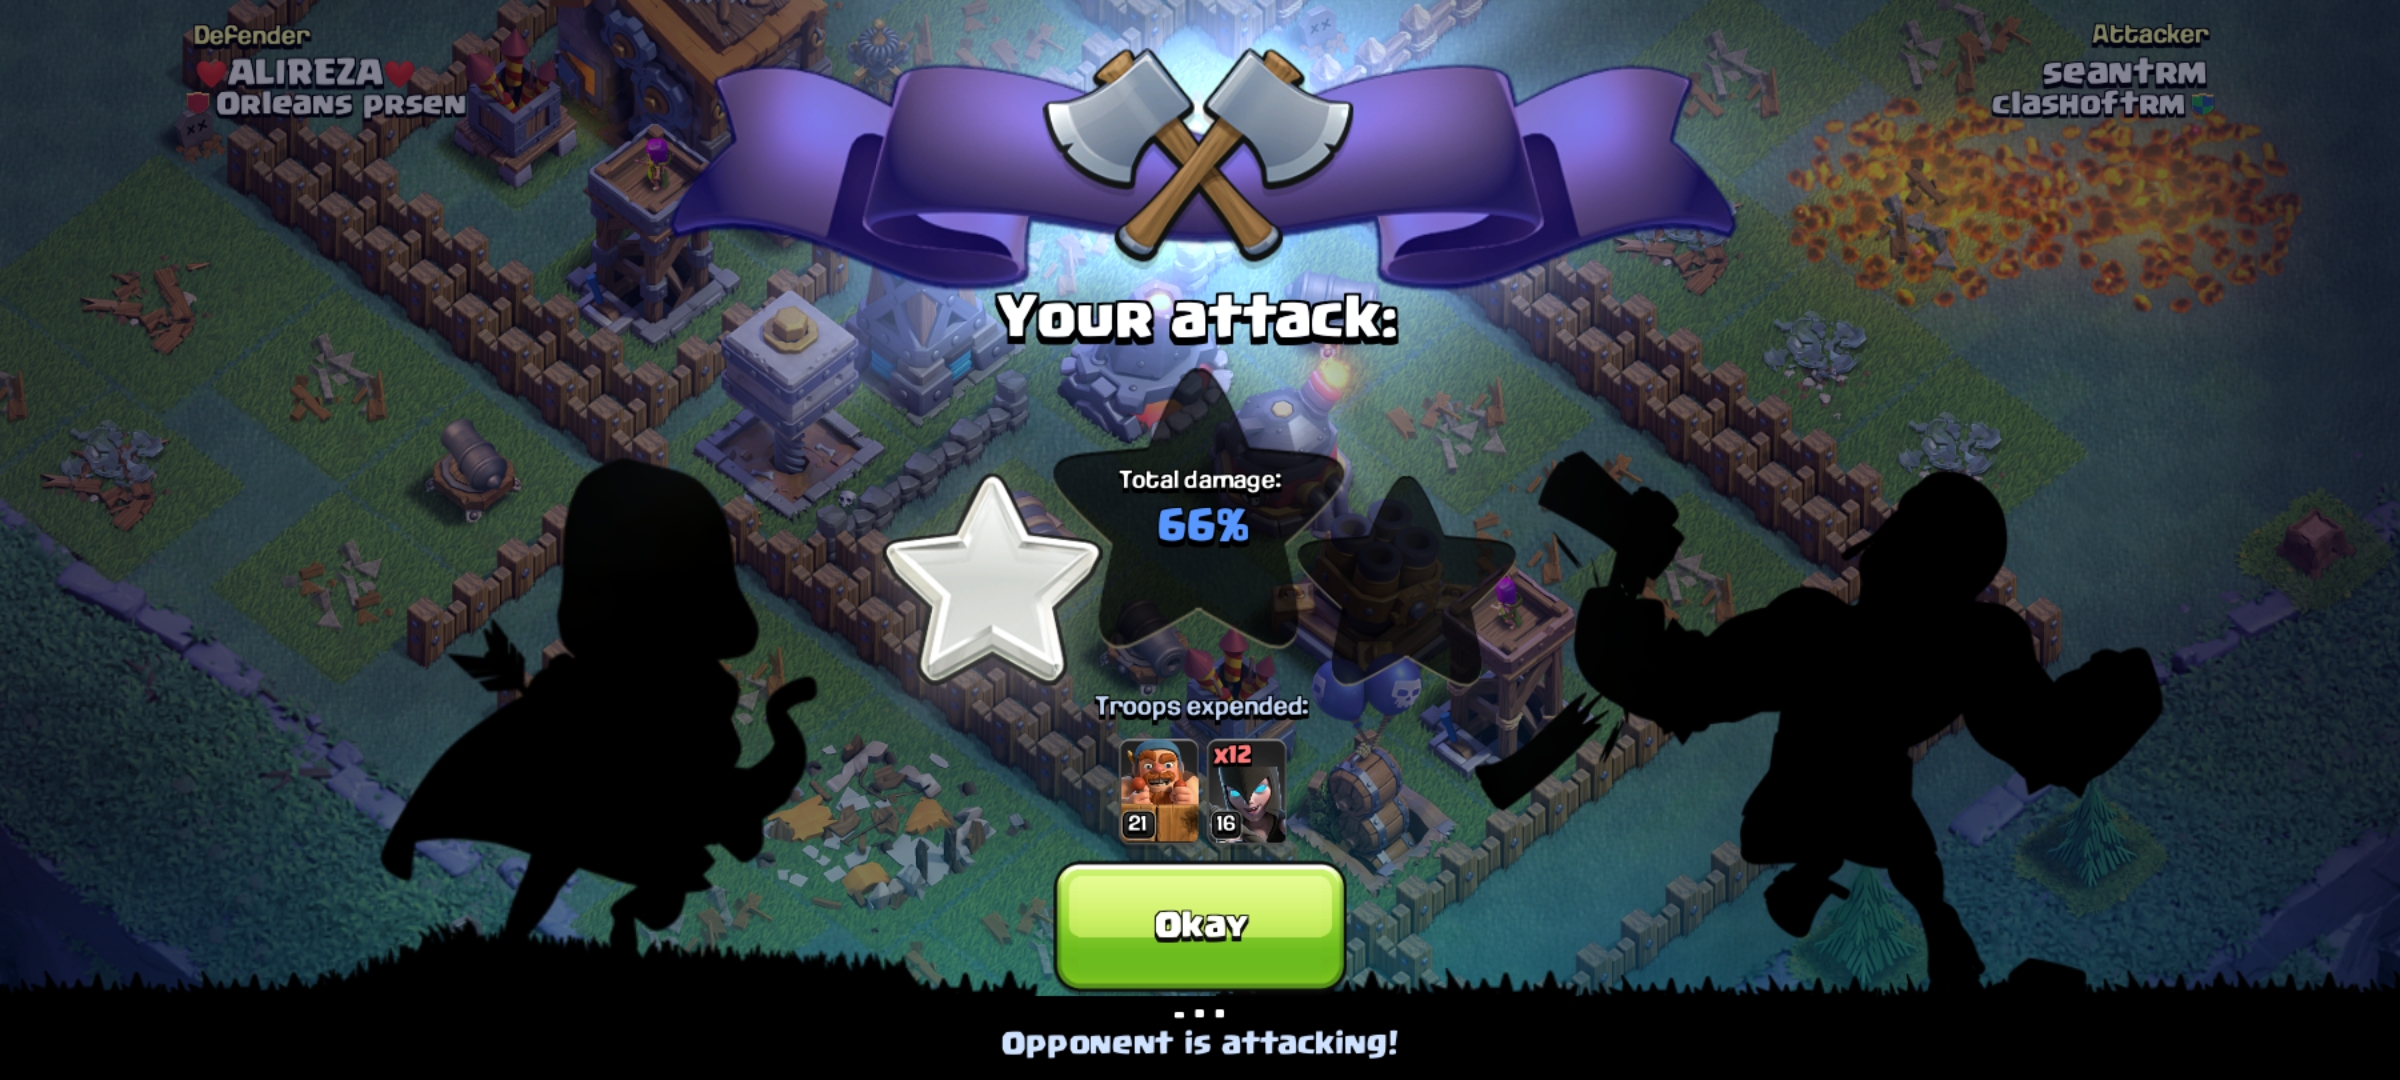 Defender
♥ALIREZA♥
Orleans prsen
Attacker
seantrm
clashoftrm
Your attack:
Total damage:
66%
Troops expended:
x12
21
16
Okay
...
Opponent is attacking!